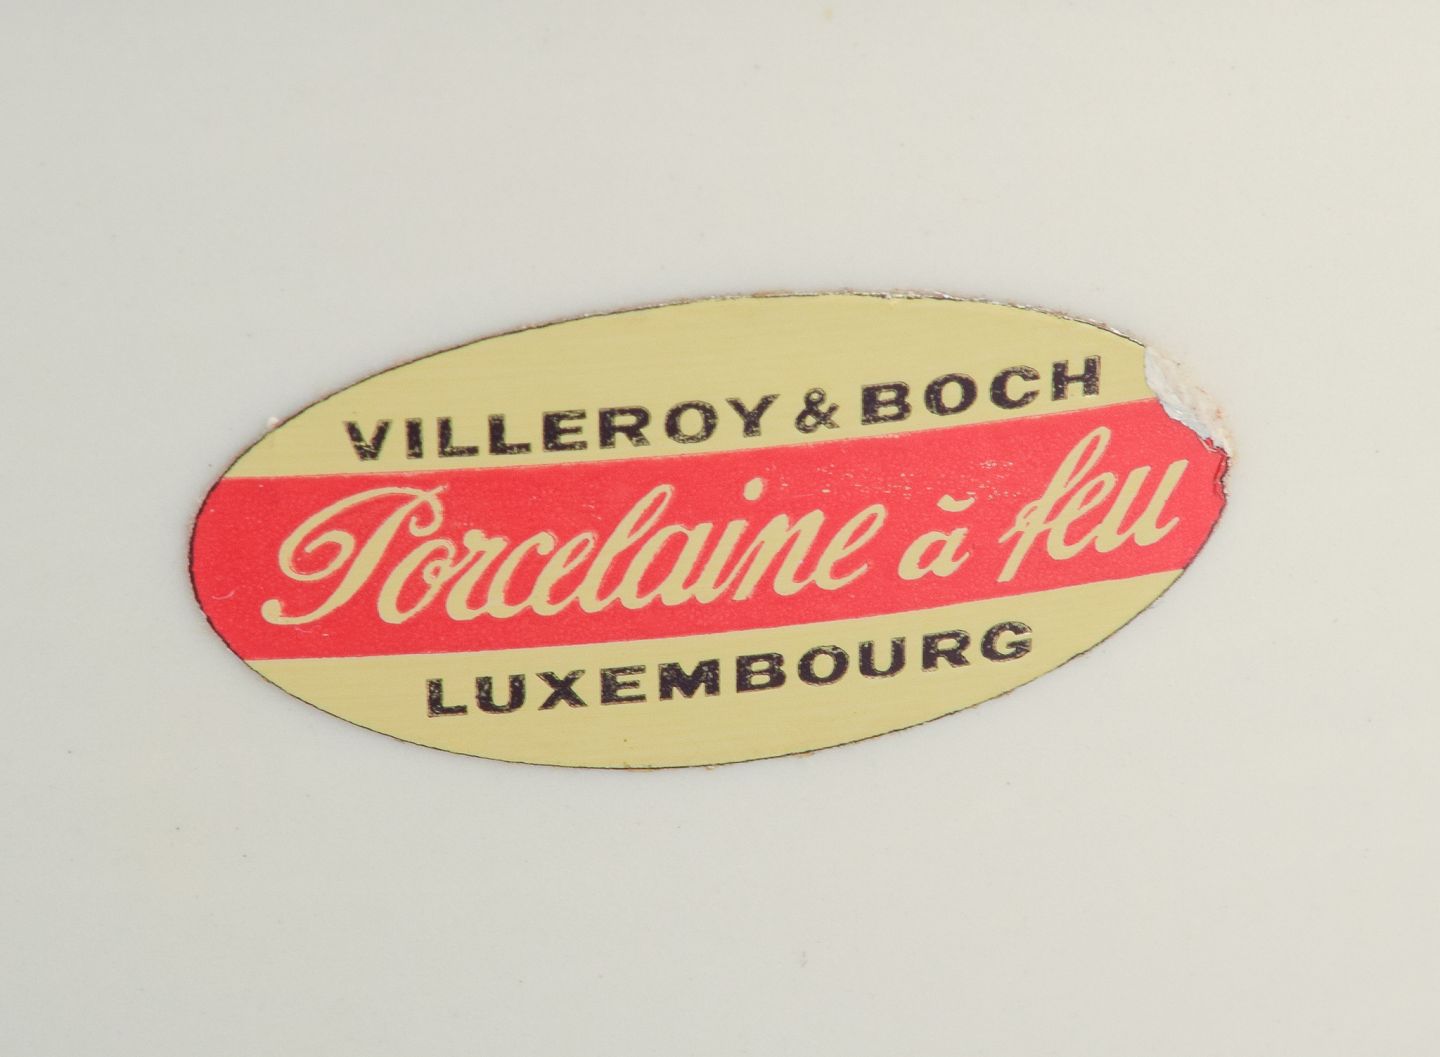 VILLEROY & BOCH
Porcelaine à feu
LUXEMBOURG